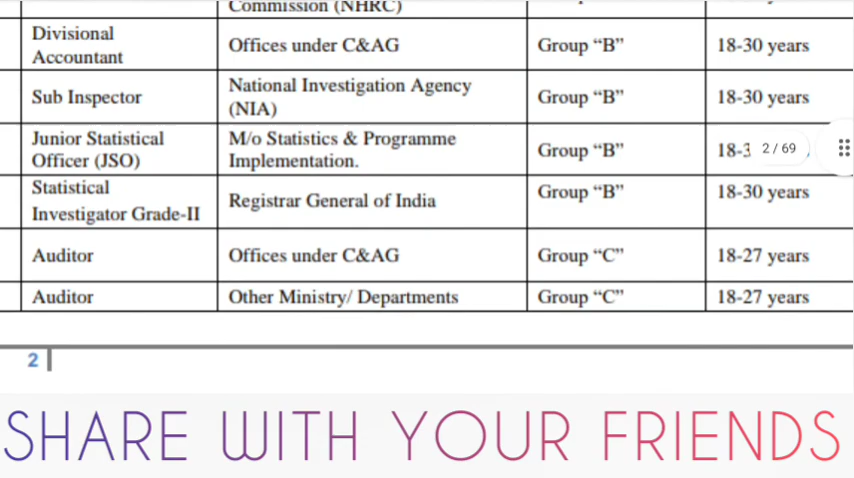 Commission (NHRC)
Divisional
Accountant
Offices under C&AG
Group “B”
18-30 years
Sub Inspector
National Investigation Agency
(NIA)
Group “B”
18-30 years
Junior Statistical
Officer (JSO)
M/o Statistics & Programme
Implementation.
Group “B”
18-3
2 / 69
Statistical
Investigator Grade-II
Registrar General of India
Group “B”
18-30 years
Auditor
Offices under C&AG
Group “C”
18-27 years
Auditor
Other Ministry/ Departments
Group “C”
18-27 years
2 |
SHARE WITH YOUR FRIENDS